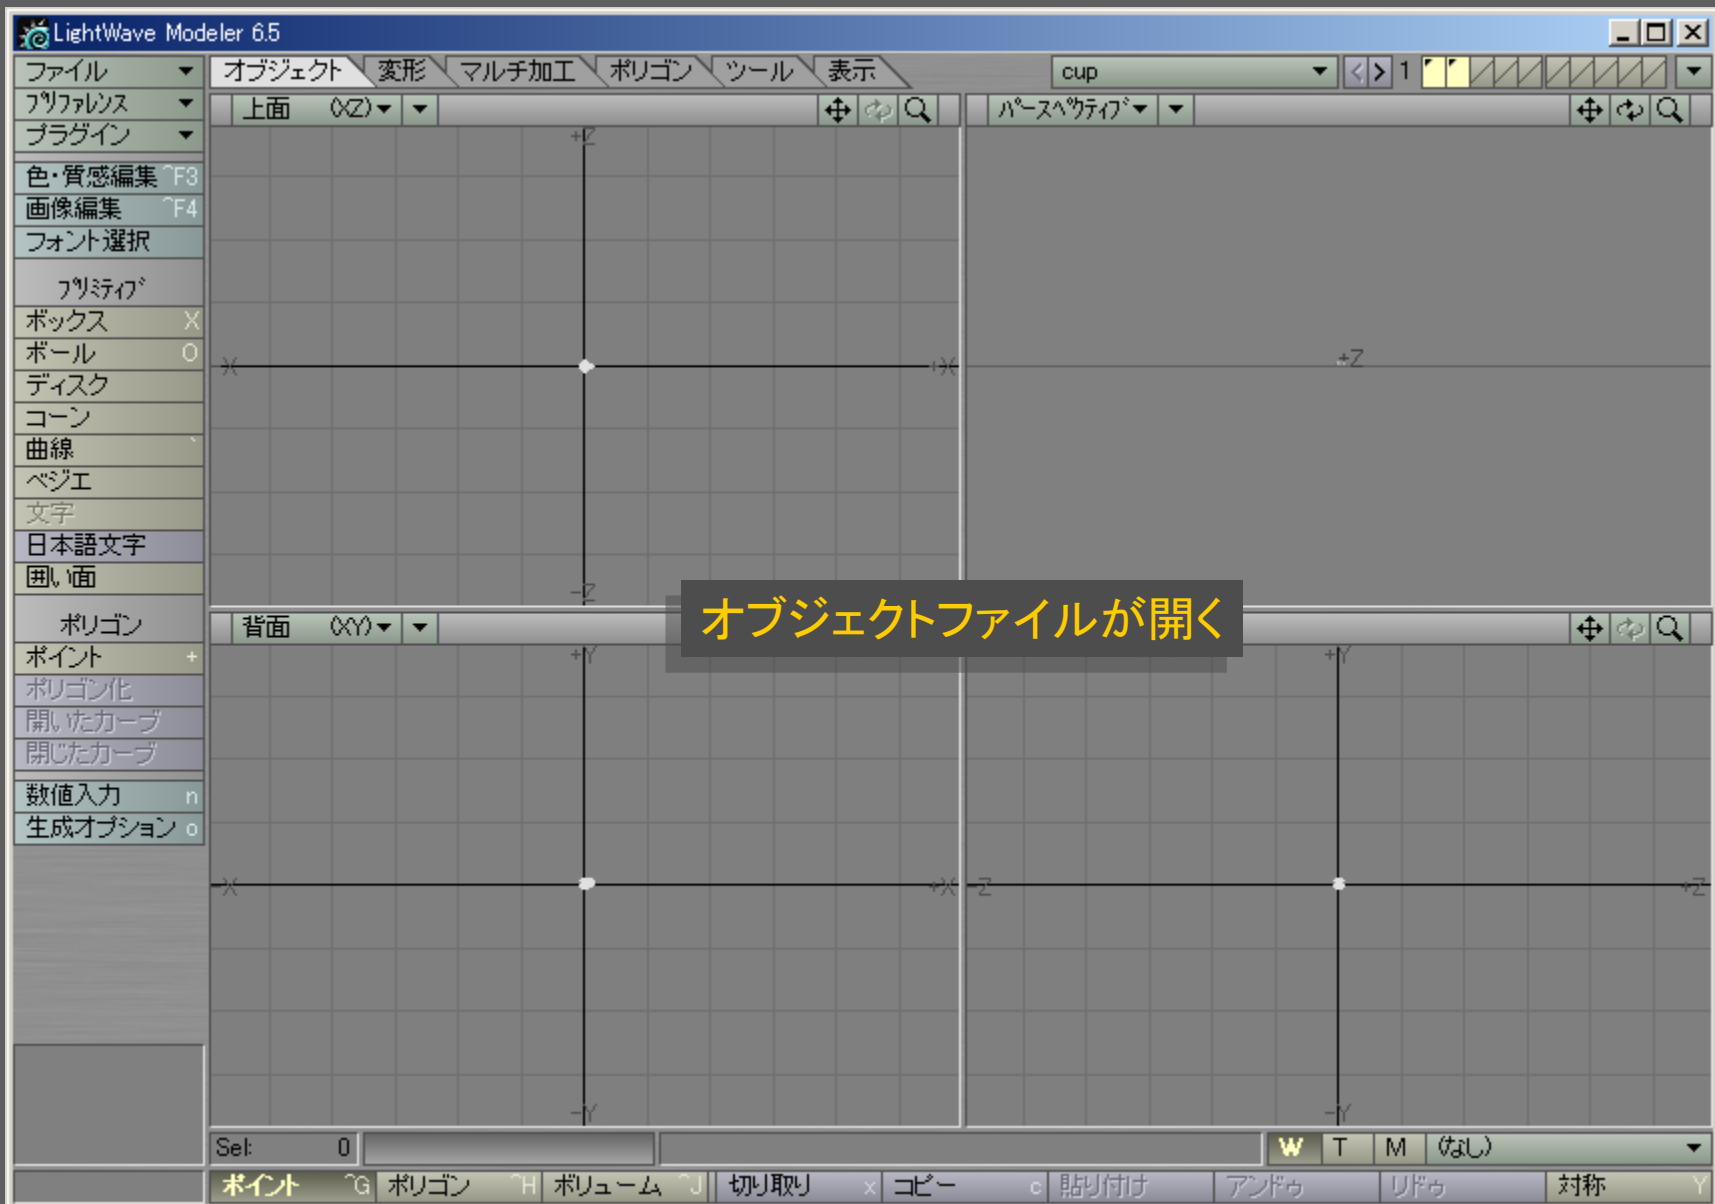 LightWave Modeler 6.5
ファイル
オブジェクト 変形 マルチ加工 ポリゴン ツール 表示 cup < > 1
プリファレンス
上面 (XZ)
パースペクティブ
プラグイン
色・質感編集 ^F3
画像編集 ^F4
フォント選択
プリミティブ
ボックス X
ボール O
ディスク
コーン
曲線 `
ベジエ
文字
日本語文字
囲い面
ポリゴン
ポイント +
ポリゴン化
開いたカーブ
閉じたカーブ
数値入力 n
生成オプション o
+Z
-X +X
-Z
+Z
オブジェクトファイルが開く
背面 (XY)
+Y
-X +X
-Y
+Y
-Z +Z
-Y
Sel: 0
W T M (なし)
ポイント ^G ポリゴン ^H ボリューム ^J 切り取り x コピー c 貼り付け アンドゥ リドゥ 対称 Y